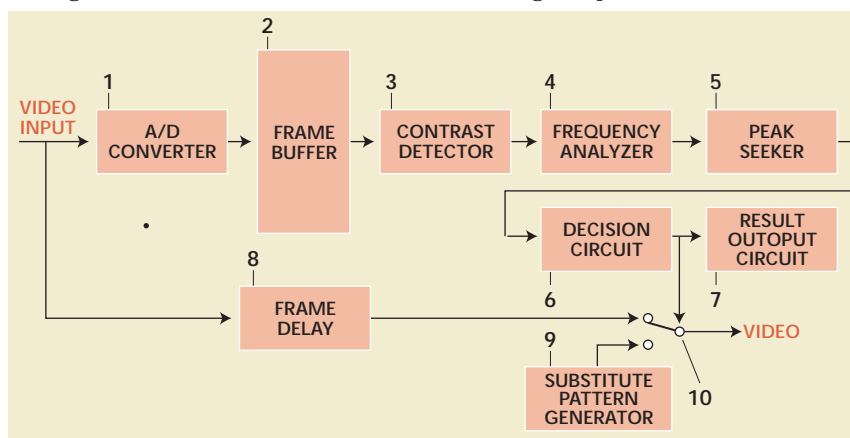 2
1
3
4
5
VIDEO
INPUT
A/D
CONVERTER
FRAME
BUFFER
CONTRAST
DETECTOR
FREQUENCY
ANALYZER
PEAK
SEEKER
DECISION
CIRCUIT
RESULT
OUTOPUT
CIRCUIT
8
6
7
FRAME
DELAY
VIDEO
9
10
SUBSTITUTE
PATTERN
GENERATOR